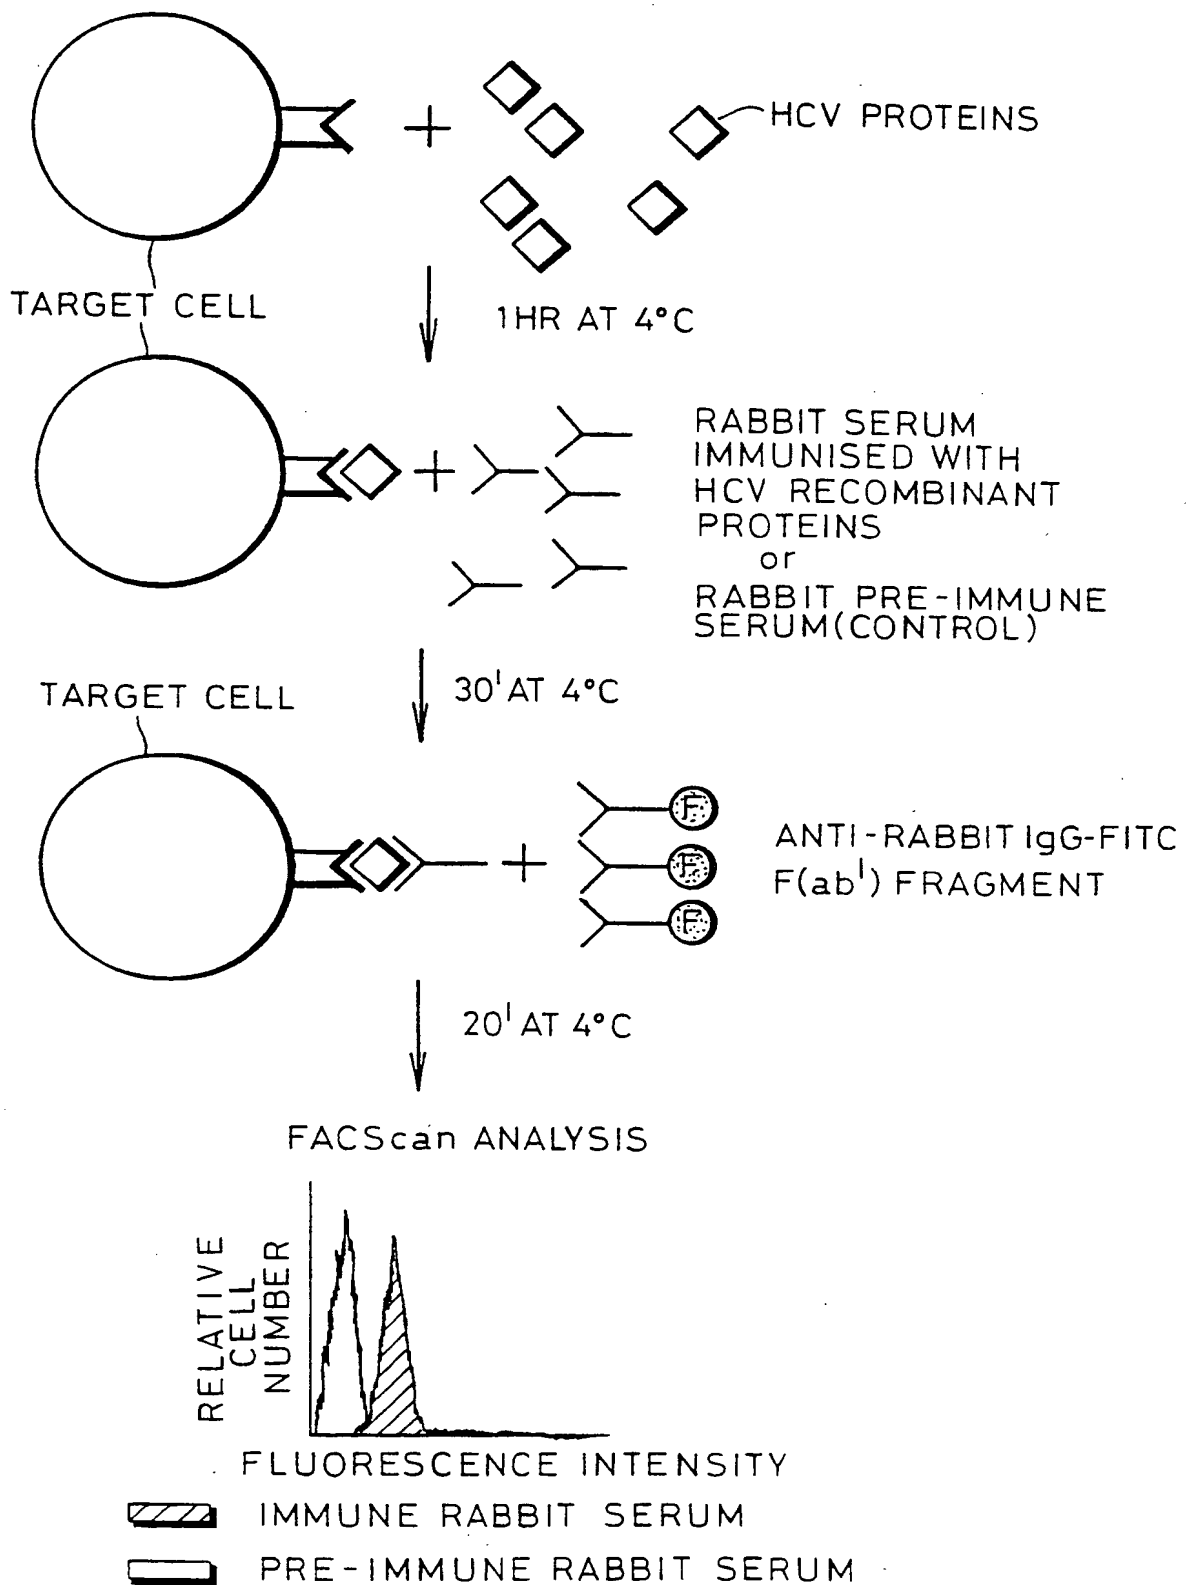 HCV PROTEINS
TARGET CELL
1HR AT 4°C
RABBIT SERUM
IMMUNISED WITH
HCV RECOMBINANT
PROTEINS
or
RABBIT PRE-IMMUNE
SERUM(CONTROL)
30' AT 4°C
TARGET CELL
F
F
F
ANTI-RABBIT IgG-FITC
F(ab') FRAGMENT
20' AT 4°C
FACScan ANALYSIS
RELATIVE
CELL
NUMBER
FLUORESCENCE INTENSITY
IMMUNE RABBIT SERUM
PRE-IMMUNE RABBIT SERUM